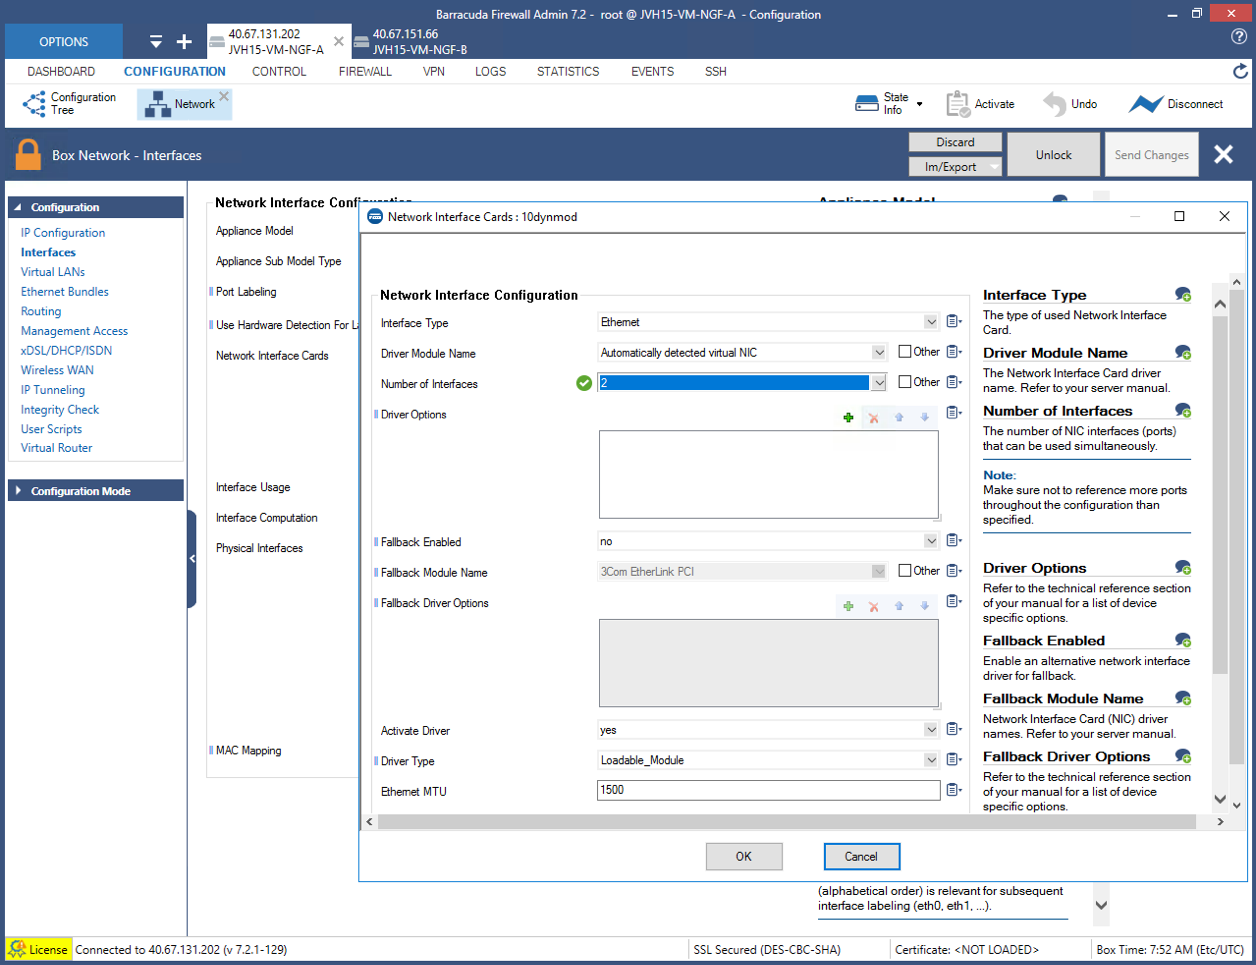 Barracuda Firewall Admin 7.2 - root @ JVH15-VM-NGF-A - Configuration
OPTIONS
40.67.131.202
JVH15-VM-NGF-A
40.67.151.66
JVH15-VM-NGF-B
DASHBOARD CONFIGURATION CONTROL FIREWALL VPN LOGS STATISTICS EVENTS SSH
Configuration
Tree
Network
State
Info
Activate
Undo
Disconnect
Box Network - Interfaces
Discard
Im/Export
Unlock
Send Changes
Configuration
IP Configuration
Interfaces
Virtual LANs
Ethernet Bundles
Routing
Management Access
xDSL/DHCP/ISDN
Wireless WAN
IP Tunneling
Integrity Check
User Scripts
Virtual Router
Configuration Mode
Network Interface Configuration
Appliance Model
Appliance Sub Model Type
Port Labeling
Use Hardware Detection For La
Network Interface Cards
Interface Usage
Interface Computation
Physical Interfaces
MAC Mapping
Appliance Model
Network Interface Cards : 10dynmod
Network Interface Configuration
Interface Type Ethernet
Driver Module Name Automatically detected virtual NIC Other
Number of Interfaces 2 Other
Driver Options
Fallback Enabled no
Fallback Module Name 3Com EtherLink PCI Other
Fallback Driver Options
Activate Driver yes
Driver Type Loadable_Module
Ethernet MTU 1500
Interface Type
The type of used Network Interface
Card.
Driver Module Name
The Network Interface Card driver
name. Refer to your server manual.
Number of Interfaces
The number of NIC interfaces (ports)
that can be used simultaneously.
Note:
Make sure not to reference more ports
throughout the configuration than
specified.
Driver Options
Refer to the technical reference section
of your manual for a list of device
specific options.
Fallback Enabled
Enable an alternative network interface
driver for fallback.
Fallback Module Name
Network Interface Card (NIC) driver
names. Refer to your server manual.
Fallback Driver Options
Refer to the technical reference section
of your manual for a list of device
specific options.
OK
Cancel
(alphabetical order) is relevant for subsequent
interface labeling (eth0, eth1, ...).
License Connected to 40.67.131.202 (v 7.2.1-129) SSL Secured (DES-CBC-SHA) Certificate: <NOT LOADED> Box Time: 7:52 AM (Etc/UTC)